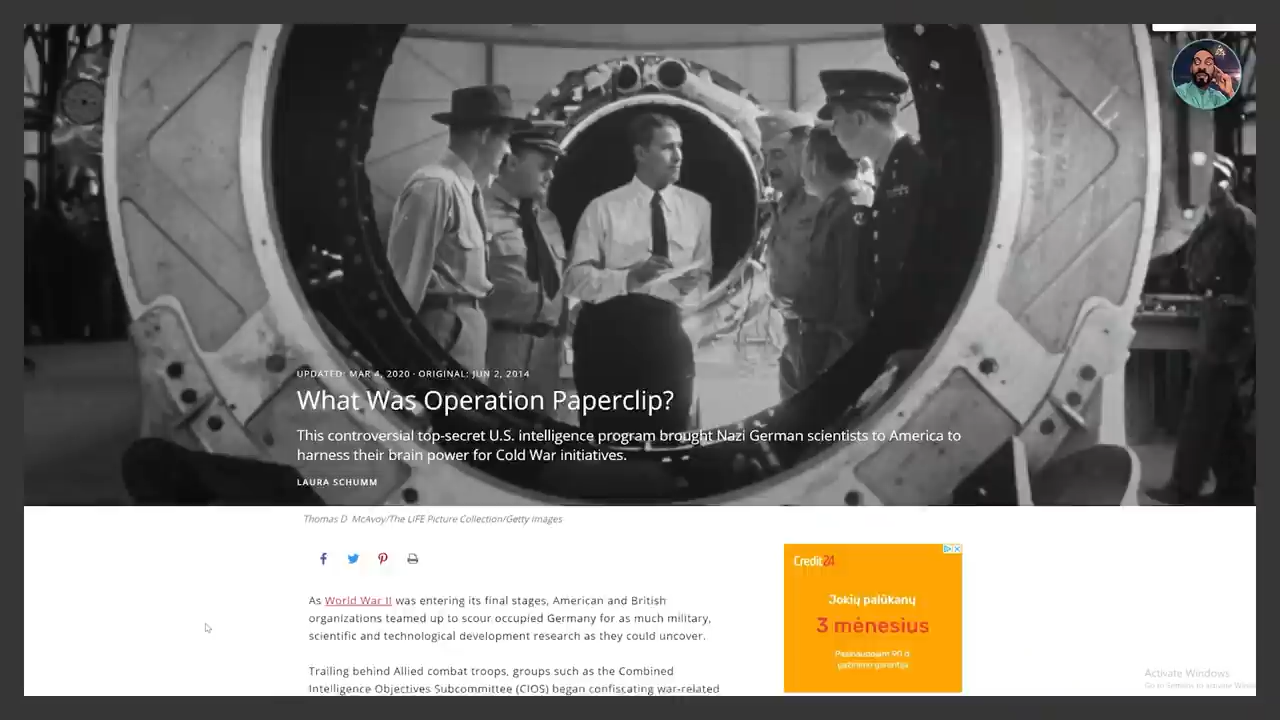 UPDATED: MAR 4, 2020 · ORIGINAL: JUN 2, 2014
What Was Operation Paperclip?
This controversial top-secret U.S. intelligence program brought Nazi German scientists to America to
harness their brain power for Cold War initiatives.
LAURA SCHUMM
Thomas D McAvoy/The LIFE Picture Collection/Getty Images
As World War II was entering its final stages, American and British
organizations teamed up to scour occupied Germany for as much military,
scientific and technological development research as they could uncover.
Trailing behind Allied combat troops, groups such as the Combined
Intelligence Objectives Subcommittee (CIOS) began confiscating war-related
Credit24
Jokių palūkanų
3 mėnesius
Activate Windows
Go to Settings to activate